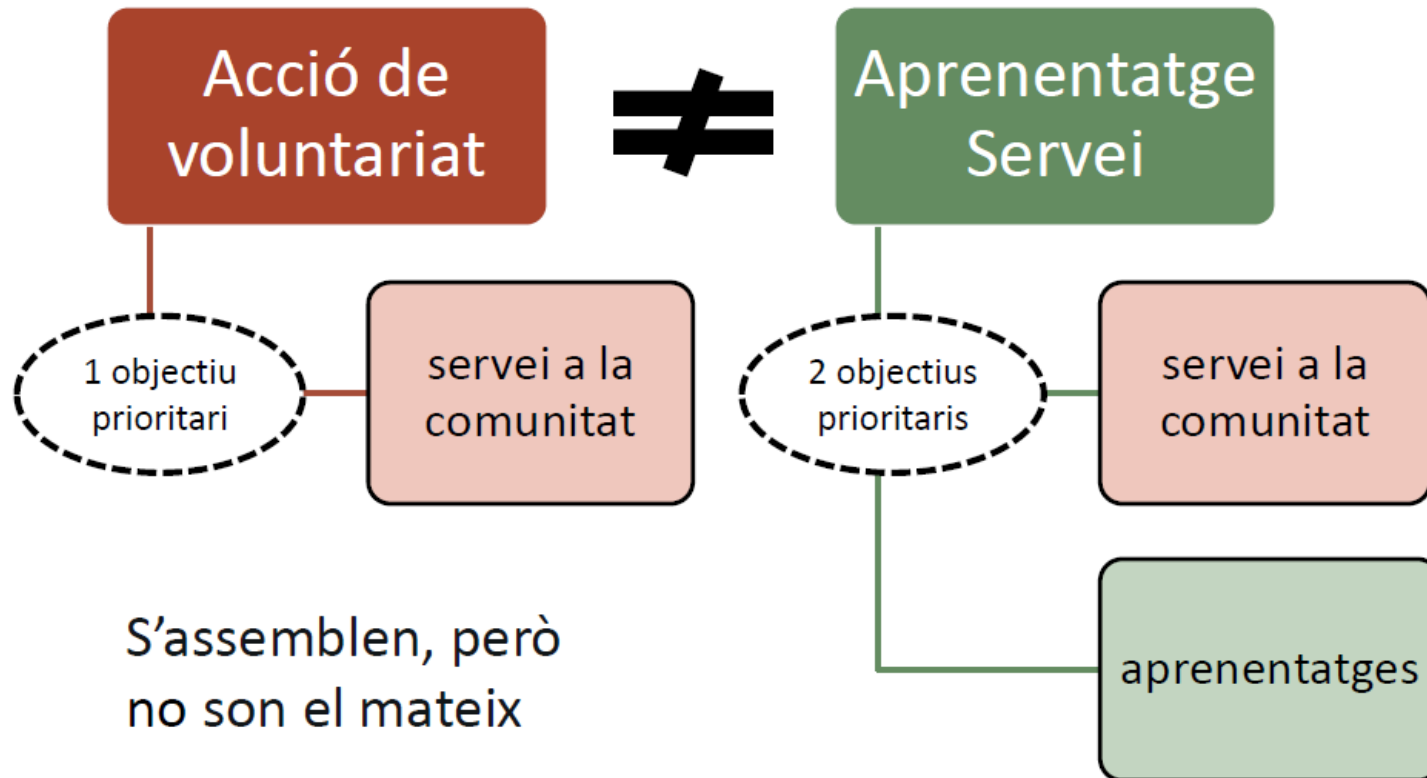 Acció de
voluntariat
≠
Aprenentatge
Servei
1 objectiu
prioritari
servei a la
comunitat
2 objectius
prioritaris
servei a la
comunitat
aprenentatges
S’assemblen, però
no son el mateix